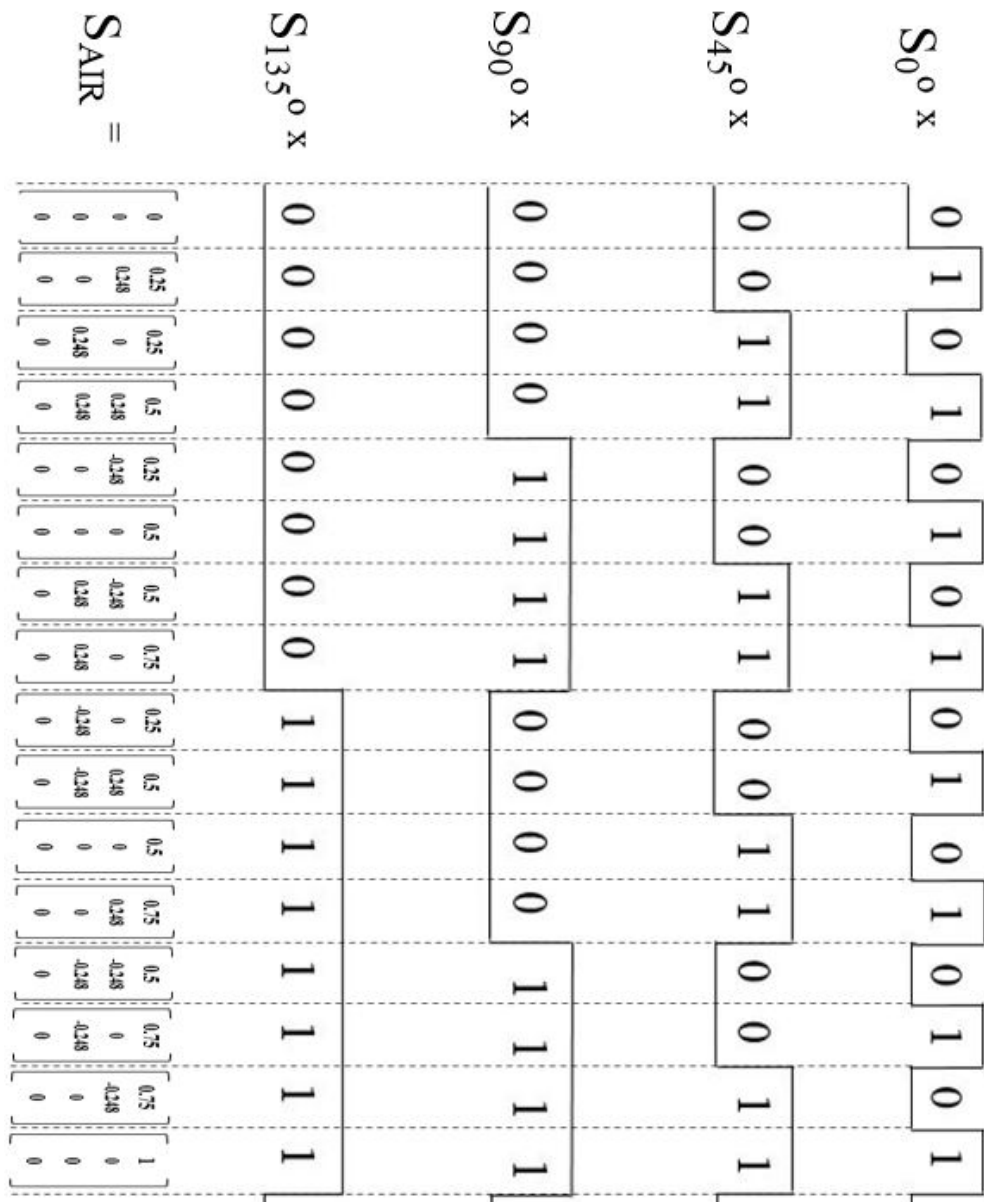 S0o x 0 1 0 1 0 1 0 1 0 1 0 1 0 1 0 1
S45o x 0 0 1 1 0 0 1 1 0 0 1 1 0 0 1 1
S90o x 0 0 0 0 1 1 1 1 0 0 0 0 1 1 1 1
S135o x 0 0 0 0 0 0 0 0 1 1 1 1 1 1 1 1
SAIR =
0 0.25 0.25 0.5 0.25 0.5 0.5 0.75 0.25 0.5 0.5 0.75 0.5 0.75 0.75 1
0 0.248 0 0.248 -0.248 0 -0.248 0 0 0.248 0 0.248 -0.248 0 -0.248 0
0 0 0.248 0.248 0 0 0.248 0.248 -0.248 -0.248 0 0 -0.248 -0.248 0 0
0 0 0 0 0 0 0 0 0 0 0 0 0 0 0 0